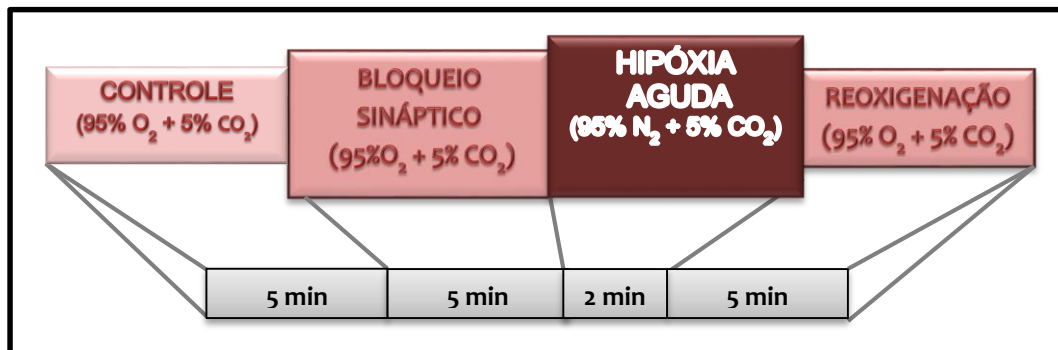 CONTROLE
(95% O₂ + 5% CO₂)
BLOQUEIO
SINÁPTICO
(95%O₂ + 5% CO₂)
HIPÓXIA
AGUDA
(95% N₂ + 5% CO₂)
REOXIGENAÇÃO
(95% O₂ + 5% CO₂)
5 min
5 min
2 min
5 min